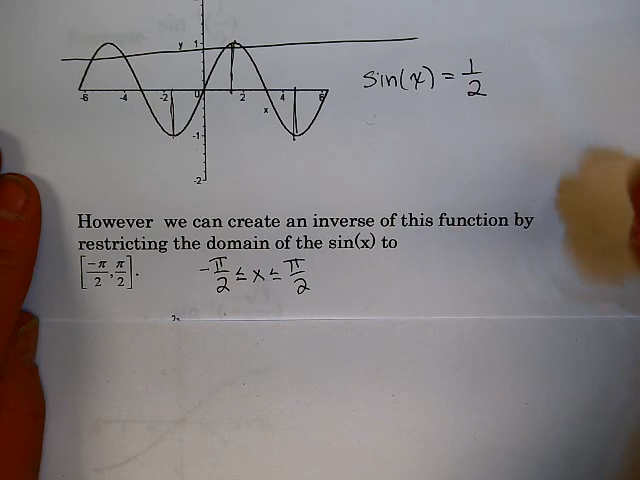 y 1
-6 -4 -2 0 2 4 6
x
-1
-2
sin(x) = 1/2
However we can create an inverse of this function by
restricting the domain of the sin(x) to
[-π/2, π/2]. -π/2 ≤ x ≤ π/2